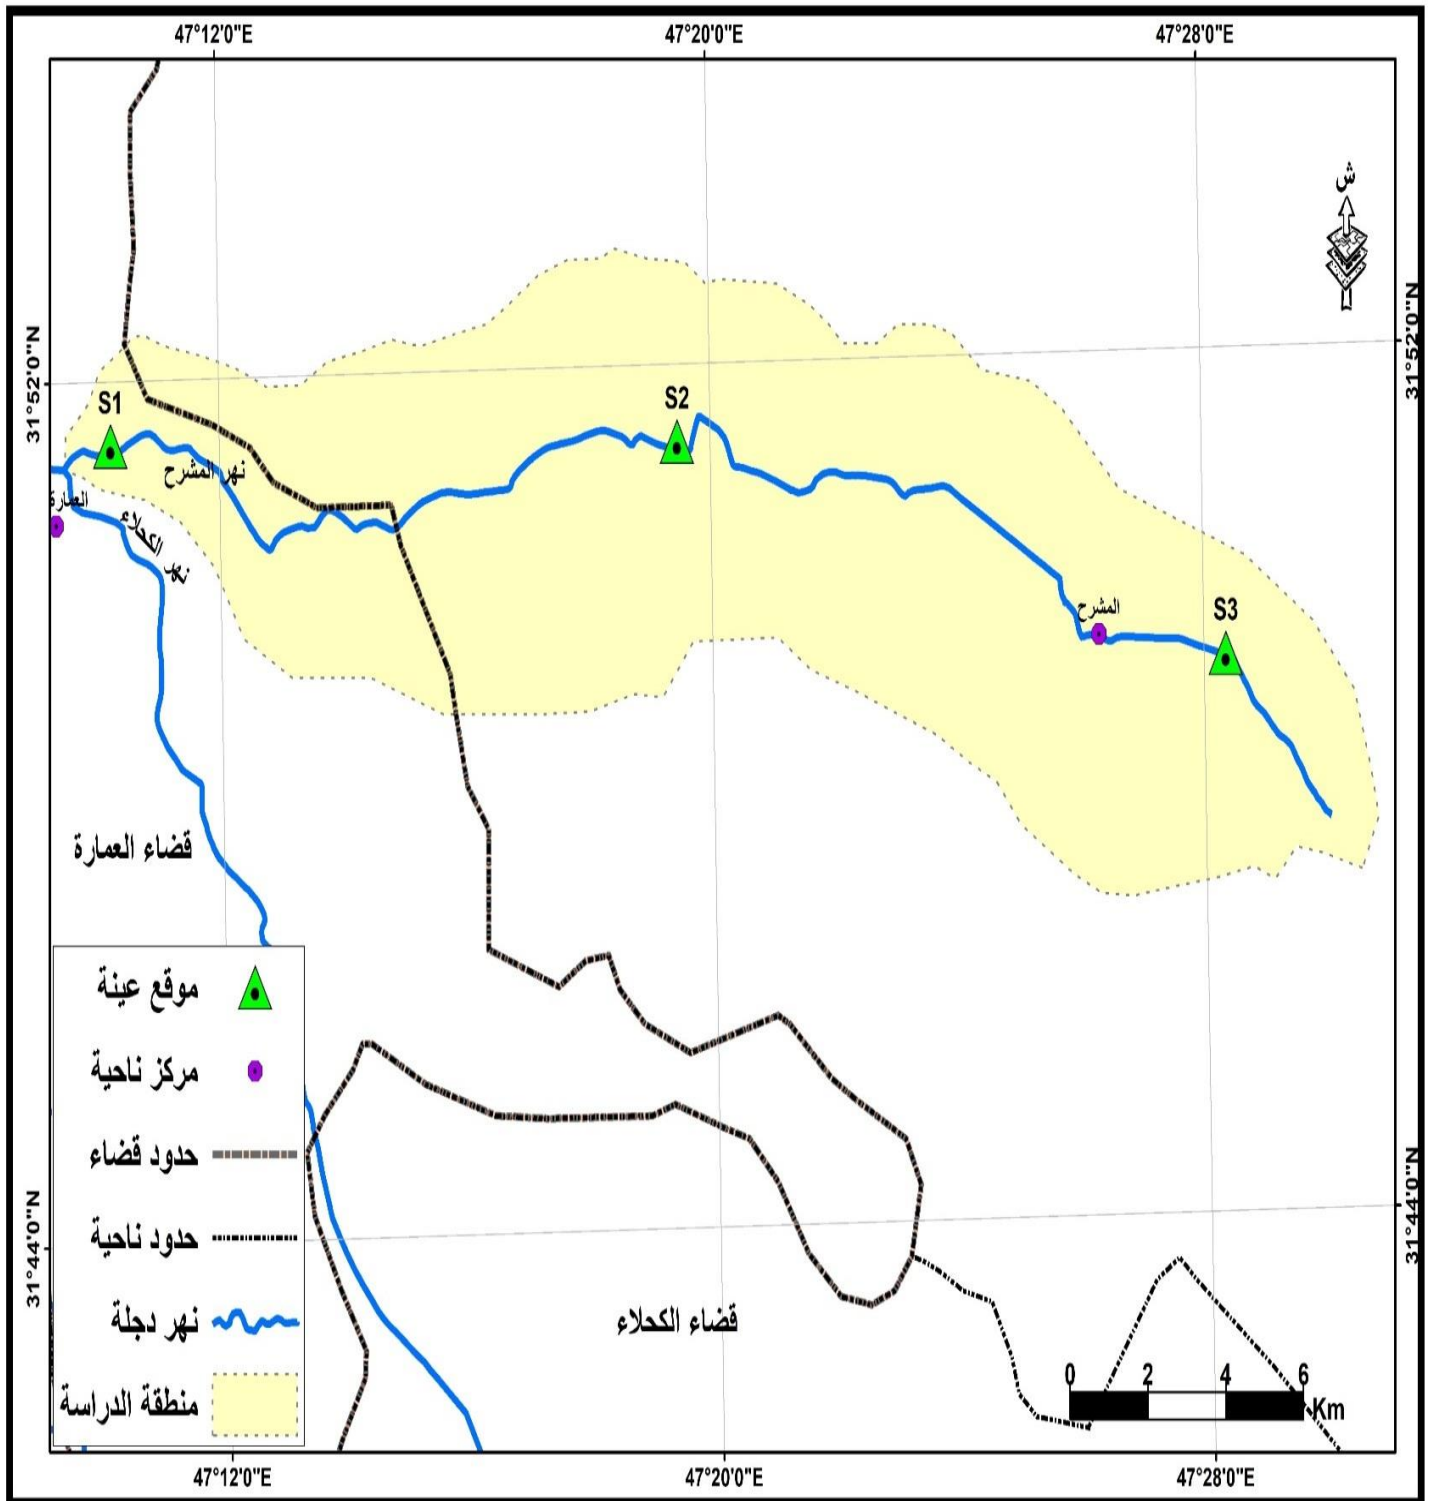 47°12'0"E
47°20'0"E
47°28'0"E
ش
31°52'0"N
31°52'0"N
S1
S2
نهر المشرح
العمارة
نهر الكحلاء
المشرح
S3
قضاء العمارة
موقع عينة
مركز ناحية
حدود قضاء
حدود ناحية
نهر دجلة
منطقة الدراسة
31°44'0"N
31°44'0"N
قضاء الكحلاء
0 2 4 6
Km
47°12'0"E
47°20'0"E
47°28'0"E